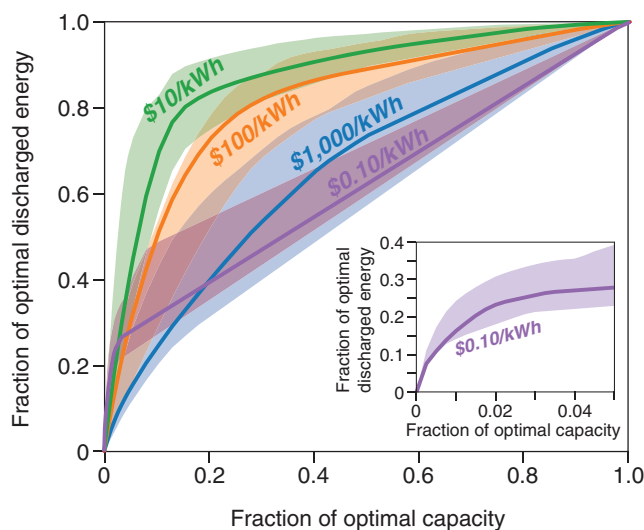 Fraction of optimal discharged energy
1.0
0.8
0.6
0.4
0.2
0
$10/kWh
$100/kWh
$1,000/kWh
$0.10/kWh
Fraction of optimal
discharged energy
0.4
0.3
0.2
0.1
0
$0.10/kWh
0
0.02
0.04
Fraction of optimal capacity
0
0.2
0.4
0.6
0.8
1.0
Fraction of optimal capacity